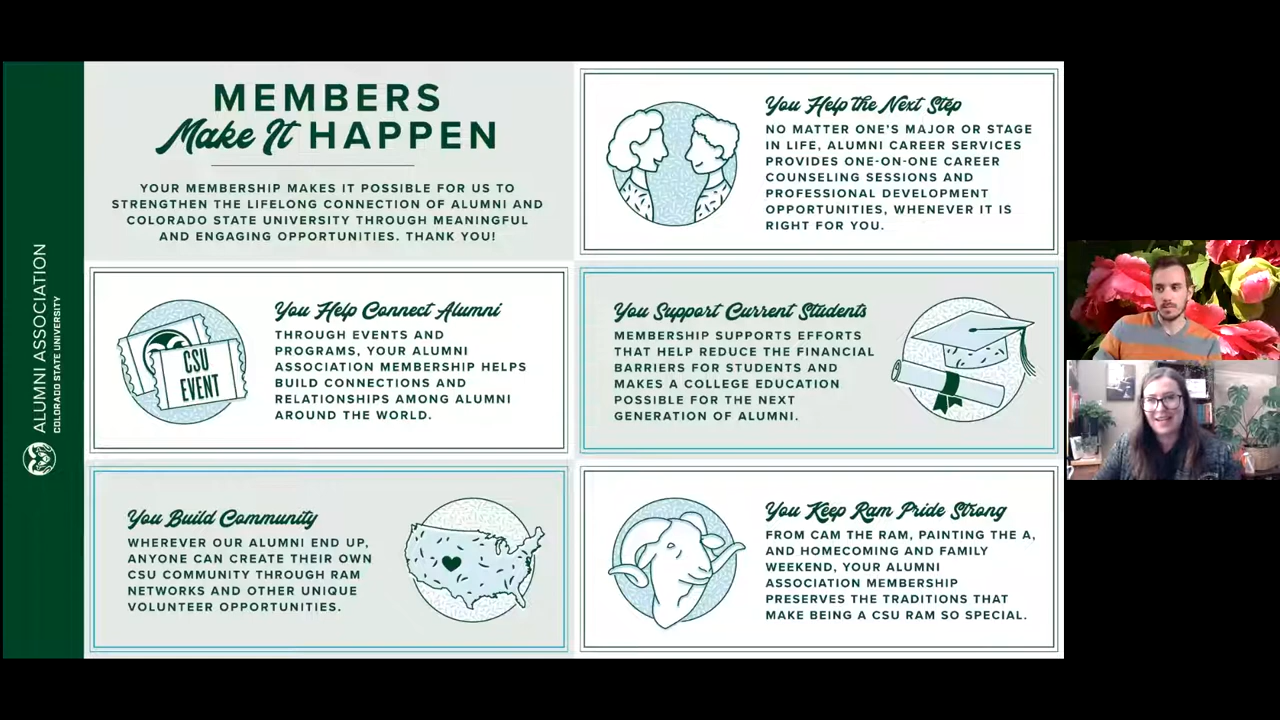 ALUMNI ASSOCIATION
COLORADO STATE UNIVERSITY
MEMBERS
Make It HAPPEN
YOUR MEMBERSHIP MAKES IT POSSIBLE FOR US TO
STRENGTHEN THE LIFELONG CONNECTION OF ALUMNI AND
COLORADO STATE UNIVERSITY THROUGH MEANINGFUL
AND ENGAGING OPPORTUNITIES. THANK YOU!
You Help the Next Step
NO MATTER ONE'S MAJOR OR STAGE
IN LIFE, ALUMNI CAREER SERVICES
PROVIDES ONE-ON-ONE CAREER
COUNSELING SESSIONS AND
PROFESSIONAL DEVELOPMENT
OPPORTUNITIES, WHENEVER IT IS
RIGHT FOR YOU.
CSU
EVENT
You Help Connect Alumni
THROUGH EVENTS AND
PROGRAMS, YOUR ALUMNI
ASSOCIATION MEMBERSHIP HELPS
BUILD CONNECTIONS AND
RELATIONSHIPS AMONG ALUMNI
AROUND THE WORLD.
You Support Current Students
MEMBERSHIP SUPPORTS EFFORTS
THAT HELP REDUCE THE FINANCIAL
BARRIERS FOR STUDENTS AND
MAKES A COLLEGE EDUCATION
POSSIBLE FOR THE NEXT
GENERATION OF ALUMNI.
You Build Community
WHEREVER OUR ALUMNI END UP,
ANYONE CAN CREATE THEIR OWN
CSU COMMUNITY THROUGH RAM
NETWORKS AND OTHER UNIQUE
VOLUNTEER OPPORTUNITIES.
You Keep Ram Pride Strong
FROM CAM THE RAM, PAINTING THE A,
AND HOMECOMING AND FAMILY
WEEKEND, YOUR ALUMNI
ASSOCIATION MEMBERSHIP
PRESERVES THE TRADITIONS THAT
MAKE BEING A CSU RAM SO SPECIAL.